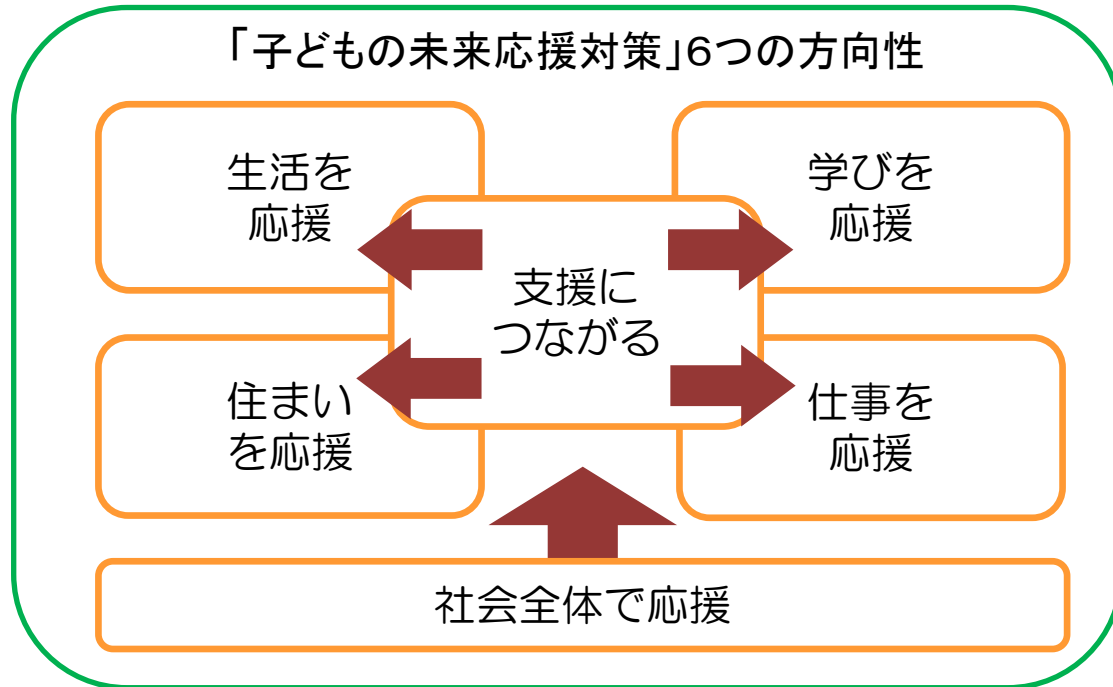 「子どもの未来応援対策」６つの方向性
生活を
応援
学びを
応援
支援に
つながる
住まい
を応援
仕事を
応援
社会全体で応援